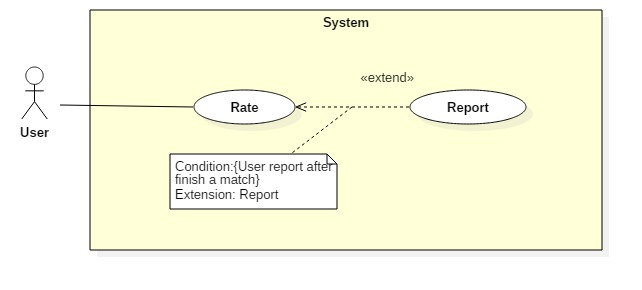 System
«extend»
User
Rate
Report
Condition:{User report after
finish a match}
Extension: Report